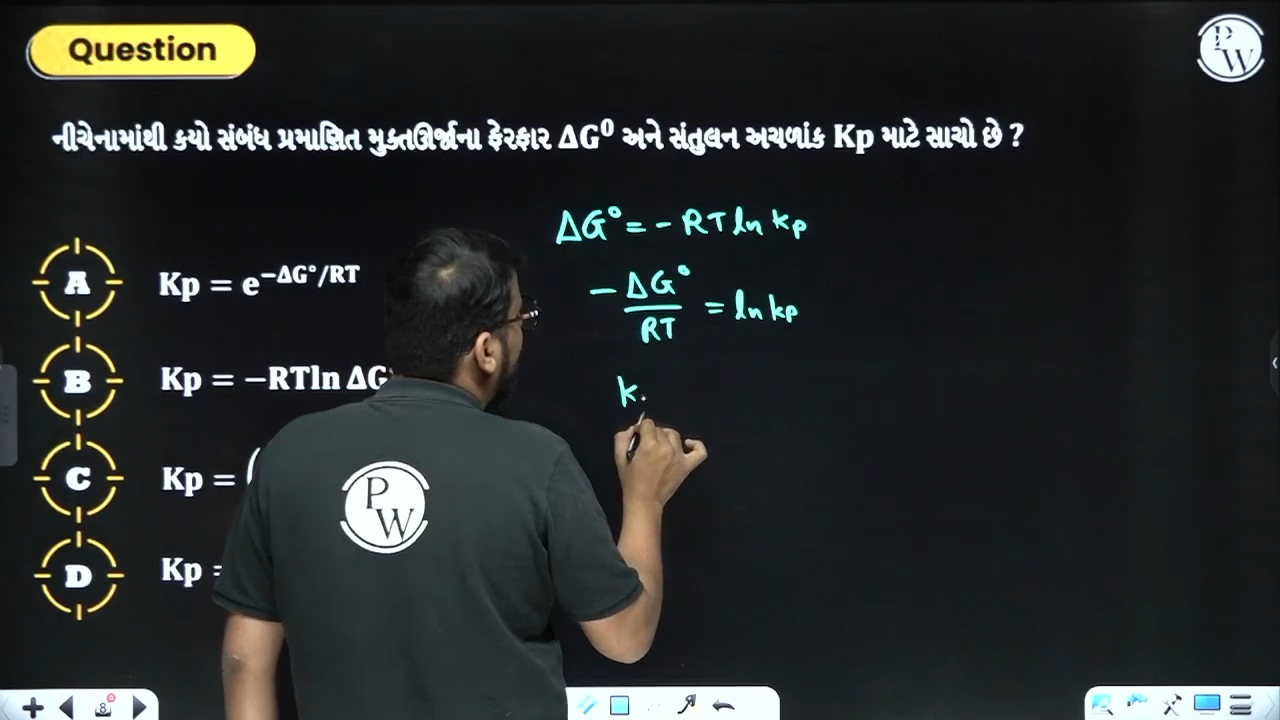 Question
PW
નીચેનામાંથી કયો સંબંધ પ્રમાણિત મુક્તઊર્જાના ફેરફાર ΔG⁰ અને સંતુલન અચળાંક Kp માટે સાચો છે ?
A Kp = e^−ΔG°/RT
B Kp = −RTln ΔG
C Kp = (
D Kp =
ΔG° = − RT ln kp
− ΔG°/RT = ln kp
k
PW
8